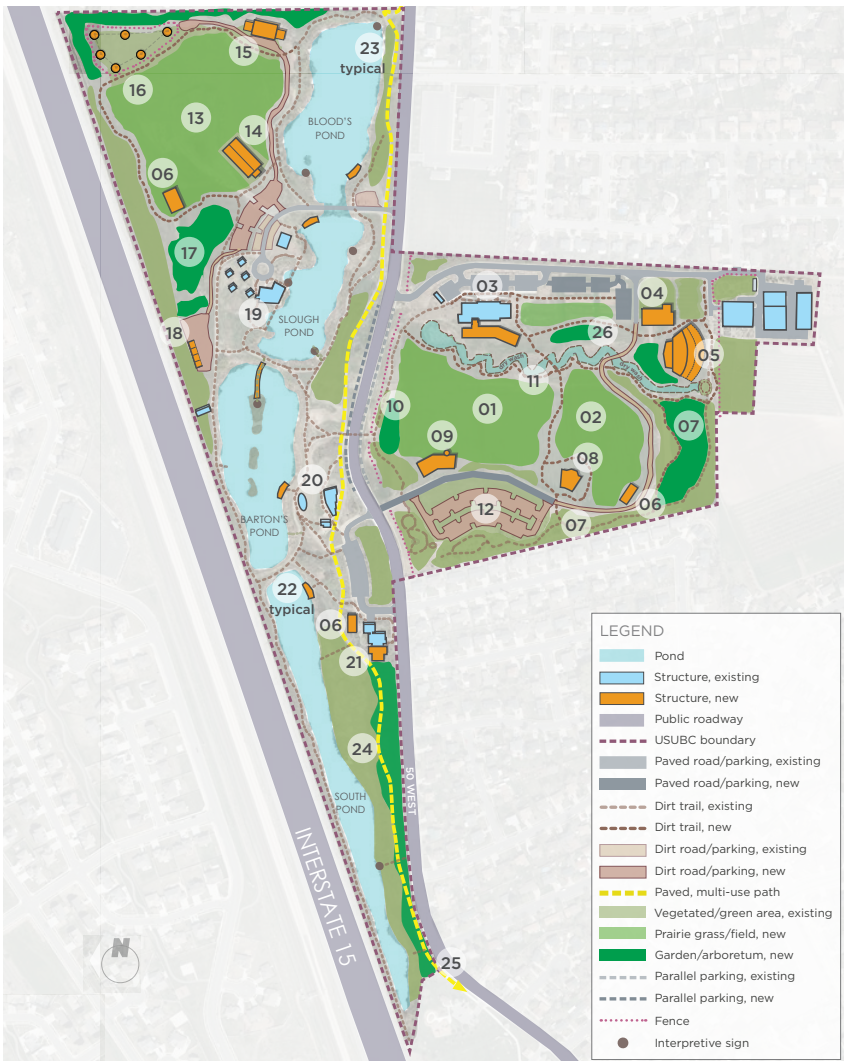 23
typical
15
16
13
14
BLOOD'S
POND
06
17
03
04
19
SLOUGH
POND
18
26
05
11
10
01
02
07
09
08
20
12
06
BARTON'S
POND
07
22
typical
06
21
24
50 WEST
SOUTH
POND
INTERSTATE 15
N
25
LEGEND
Pond
Structure, existing
Structure, new
Public roadway
USUBC boundary
Paved road/parking, existing
Paved road/parking, new
Dirt trail, existing
Dirt trail, new
Dirt road/parking, existing
Dirt road/parking, new
Paved, multi-use path
Vegetated/green area, existing
Prairie grass/field, new
Garden/arboretum, new
Parallel parking, existing
Parallel parking, new
Fence
Interpretive sign